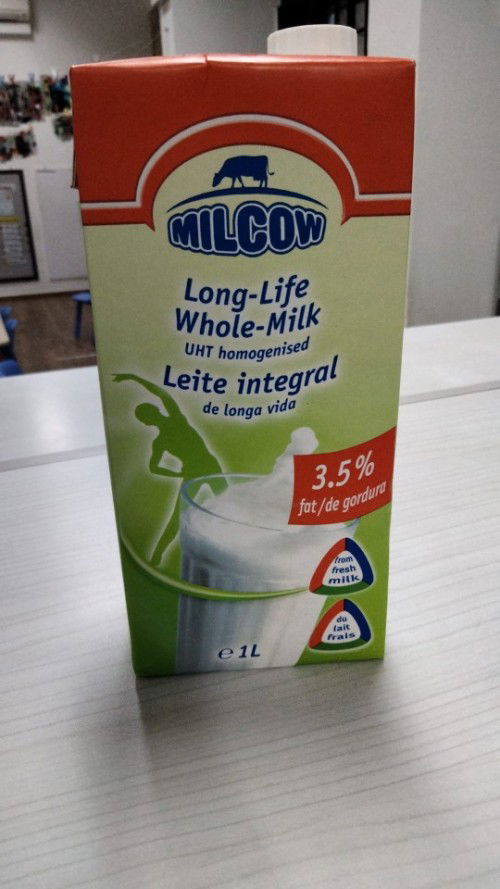 MILCOW
Long-Life
Whole-Milk
UHT homogenised
Leite integral
de longa vida
3.5%
fat/de gordura
from
fresh
milk
du
lait
frais
e 1L